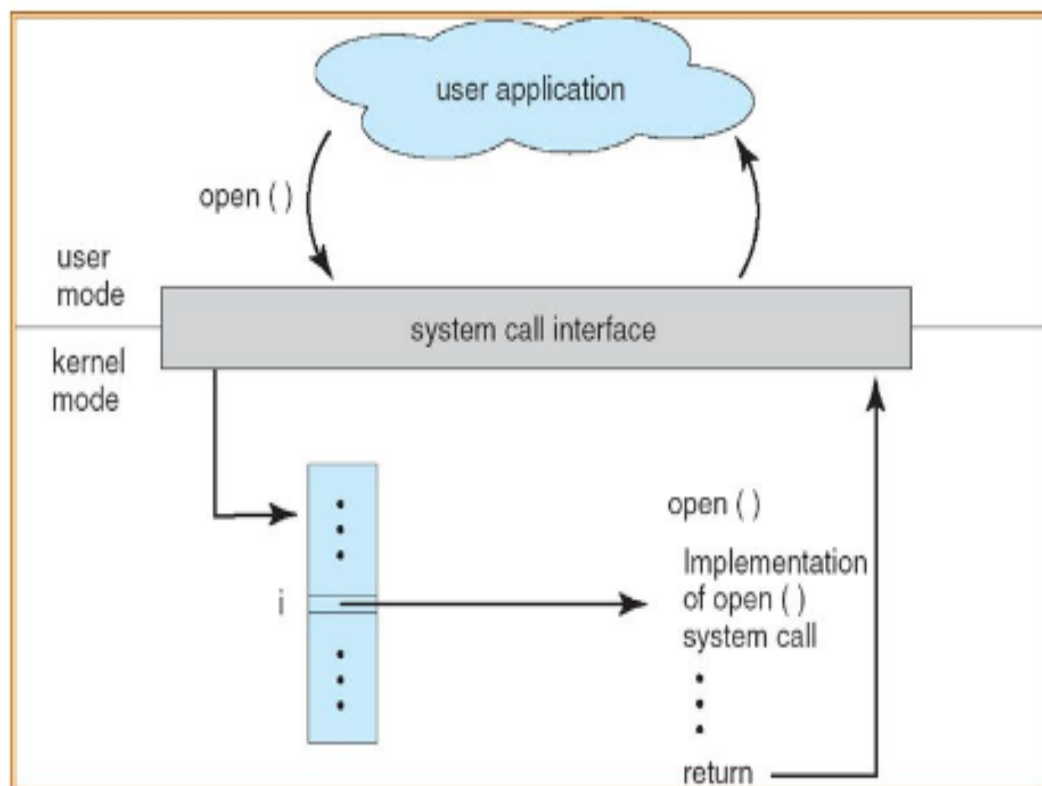 user application
open ( )
user
mode
system call interface
kernel
mode
open ( )
Implementation
i
of open ( )
system call
return